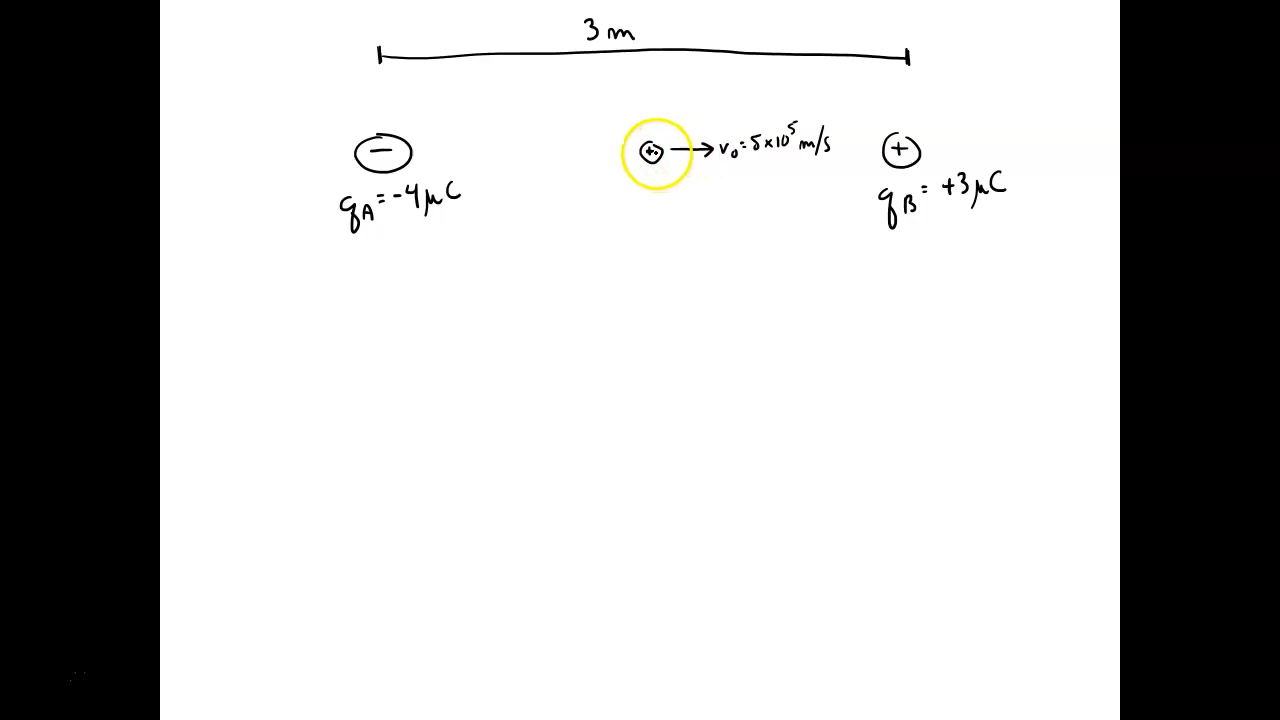 3 m
−
+
v₀ = 5×10⁵ m/s
+
q_A = -4 μC
q_B = +3 μC